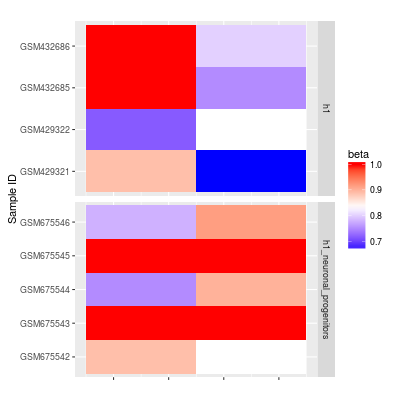 GSM432686
GSM432685
GSM429322
GSM429321
h1
GSM675546
GSM675545
GSM675544
GSM675543
GSM675542
h1_neuronal_progenitors
Sample ID
beta
1.0
0.9
0.8
0.7